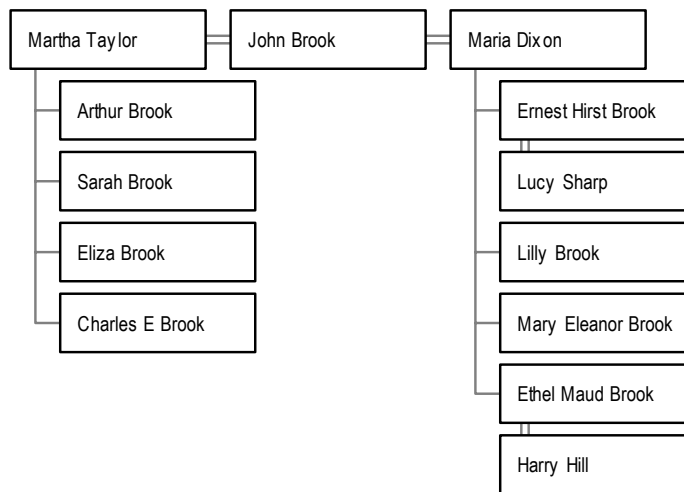 Martha Taylor
John Brook
Maria Dixon
Arthur Brook
Sarah Brook
Eliza Brook
Charles E Brook
Ernest Hirst Brook
Lucy Sharp
Lilly Brook
Mary Eleanor Brook
Ethel Maud Brook
Harry Hill